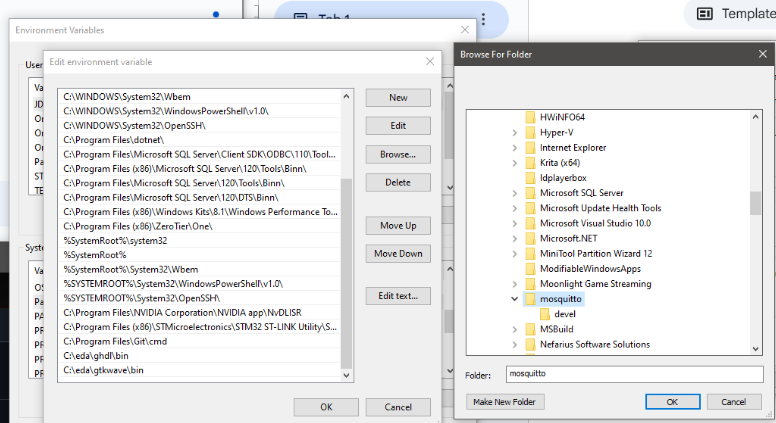 Tab 1
Template
Environment Variables
Edit environment variable
Browse For Folder
User
Va
JD
On
On
Pa
ST
TE
Syste
Va
OS
Pa
PA
PR
PR
PR
C:\WINDOWS\System32\Wbem
C:\WINDOWS\System32\WindowsPowerShell\v1.0\
C:\WINDOWS\System32\OpenSSH\
C:\Program Files\dotnet\
C:\Program Files\Microsoft SQL Server\Client SDK\ODBC\110\Tool...
C:\Program Files (x86)\Microsoft SQL Server\120\Tools\Binn\
C:\Program Files\Microsoft SQL Server\120\Tools\Binn\
C:\Program Files\Microsoft SQL Server\120\DTS\Binn\
C:\Program Files (x86)\Windows Kits\8.1\Windows Performance To...
C:\Program Files (x86)\ZeroTier\One\
%SystemRoot%\system32
%SystemRoot%
%SystemRoot%\System32\Wbem
%SYSTEMROOT%\System32\WindowsPowerShell\v1.0\
%SYSTEMROOT%\System32\OpenSSH\
C:\Program Files\NVIDIA Corporation\NVIDIA app\NvDLISR
C:\Program Files (x86)\STMicroelectronics\STM32 ST-LINK Utility\S...
C:\Program Files\Git\cmd
C:\eda\ghdl\bin
C:\eda\gtkwave\bin
New
Edit
Browse...
Delete
Move Up
Move Down
Edit text...
OK
Cancel
HWiNFO64
Hyper-V
Internet Explorer
Krita (x64)
ldplayerbox
Microsoft SQL Server
Microsoft Update Health Tools
Microsoft Visual Studio 10.0
Microsoft.NET
MiniTool Partition Wizard 12
ModifiableWindowsApps
Moonlight Game Streaming
mosquitto
devel
MSBuild
Nefarius Software Solutions
Folder:
mosquitto
Make New Folder
OK
Cancel